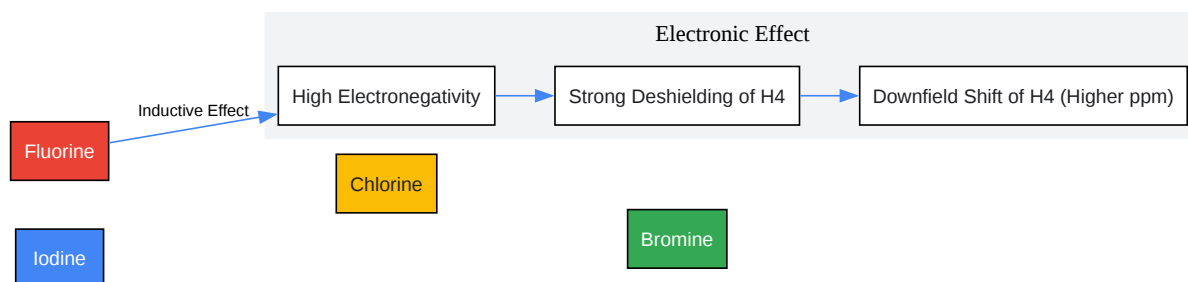 Electronic Effect
High Electronegativity
Strong Deshielding of H4
Downfield Shift of H4 (Higher ppm)
Inductive Effect
Fluorine
Chlorine
Bromine
Iodine